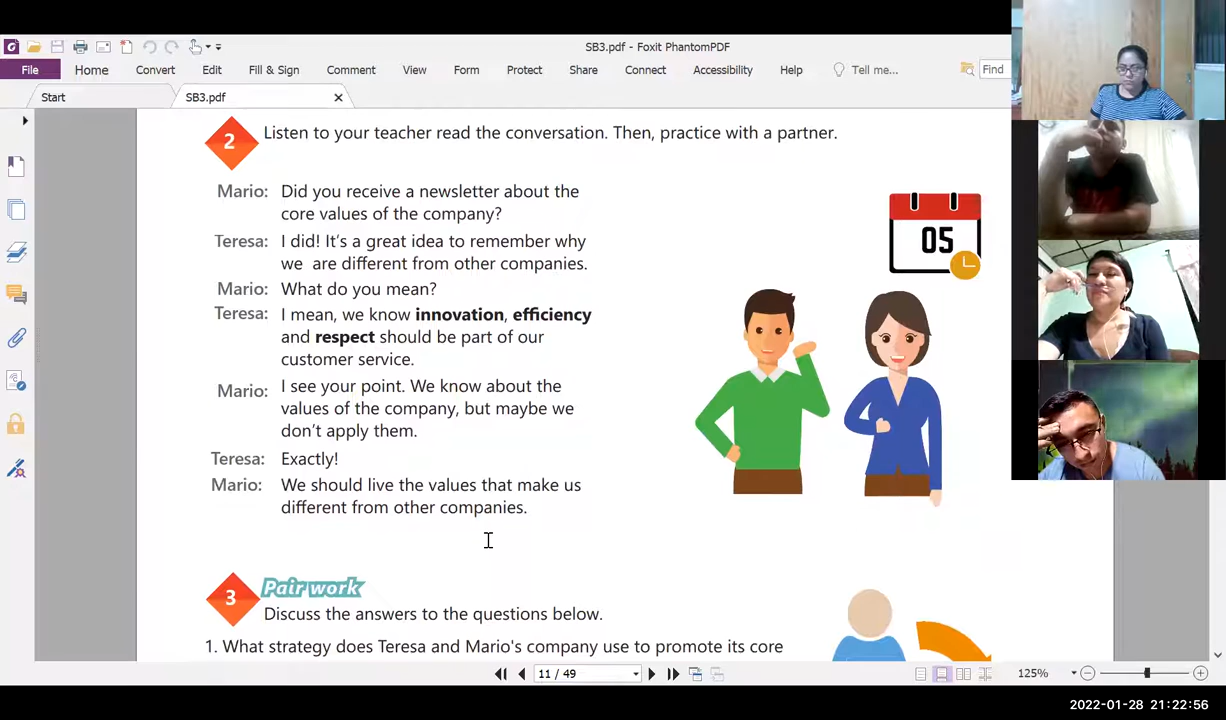 SB3.pdf - Foxit PhantomPDF
File Home Convert Edit Fill & Sign Comment View Form Protect Share Connect Accessibility Help Tell me... Find
Start SB3.pdf
2 Listen to your teacher read the conversation. Then, practice with a partner.
Mario: Did you receive a newsletter about the
core values of the company?
Teresa: I did! It's a great idea to remember why
we are different from other companies.
Mario: What do you mean?
Teresa: I mean, we know innovation, efficiency
and respect should be part of our
customer service.
Mario: I see your point. We know about the
values of the company, but maybe we
don't apply them.
Teresa: Exactly!
Mario: We should live the values that make us
different from other companies.
05
3 Pair work
Discuss the answers to the questions below.
1. What strategy does Teresa and Mario's company use to promote its core
11 / 49
125%
2022-01-28 21:22:56